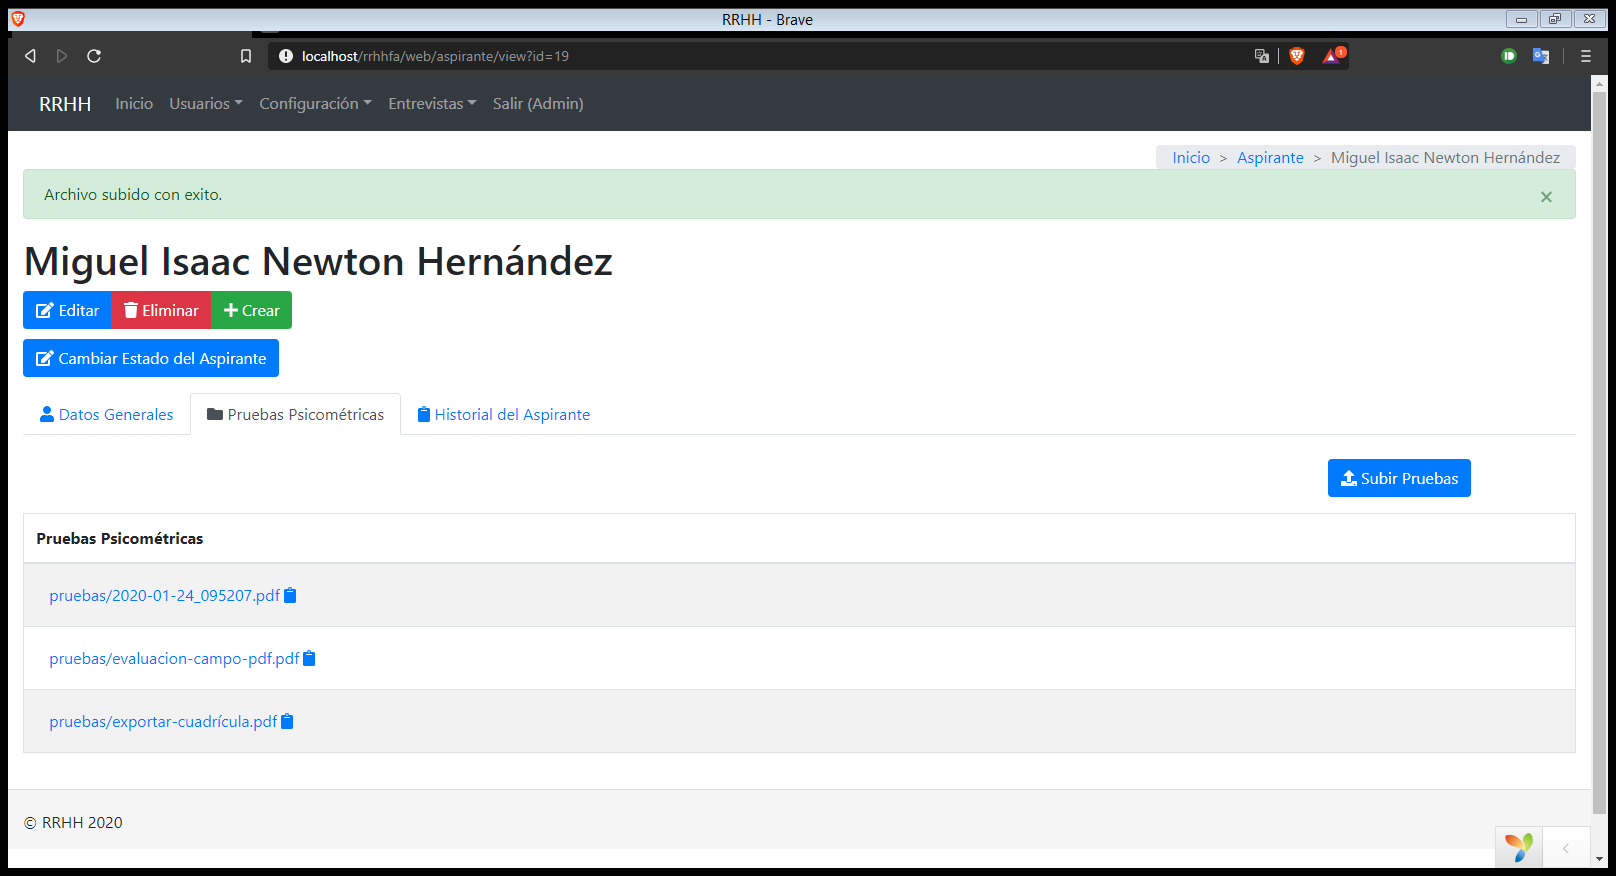 RRHH - Brave
localhost/rrhhfa/web/aspirante/view?id=19
1
RRHH Inicio Usuarios Configuración Entrevistas Salir (Admin)
Inicio > Aspirante > Miguel Isaac Newton Hernández
Archivo subido con exito.
×
Miguel Isaac Newton Hernández
Editar Eliminar Crear
Cambiar Estado del Aspirante
Datos Generales Pruebas Psicométricas Historial del Aspirante
Subir Pruebas
Pruebas Psicométricas
pruebas/2020-01-24_095207.pdf
pruebas/evaluacion-campo-pdf.pdf
pruebas/exportar-cuadrícula.pdf
© RRHH 2020